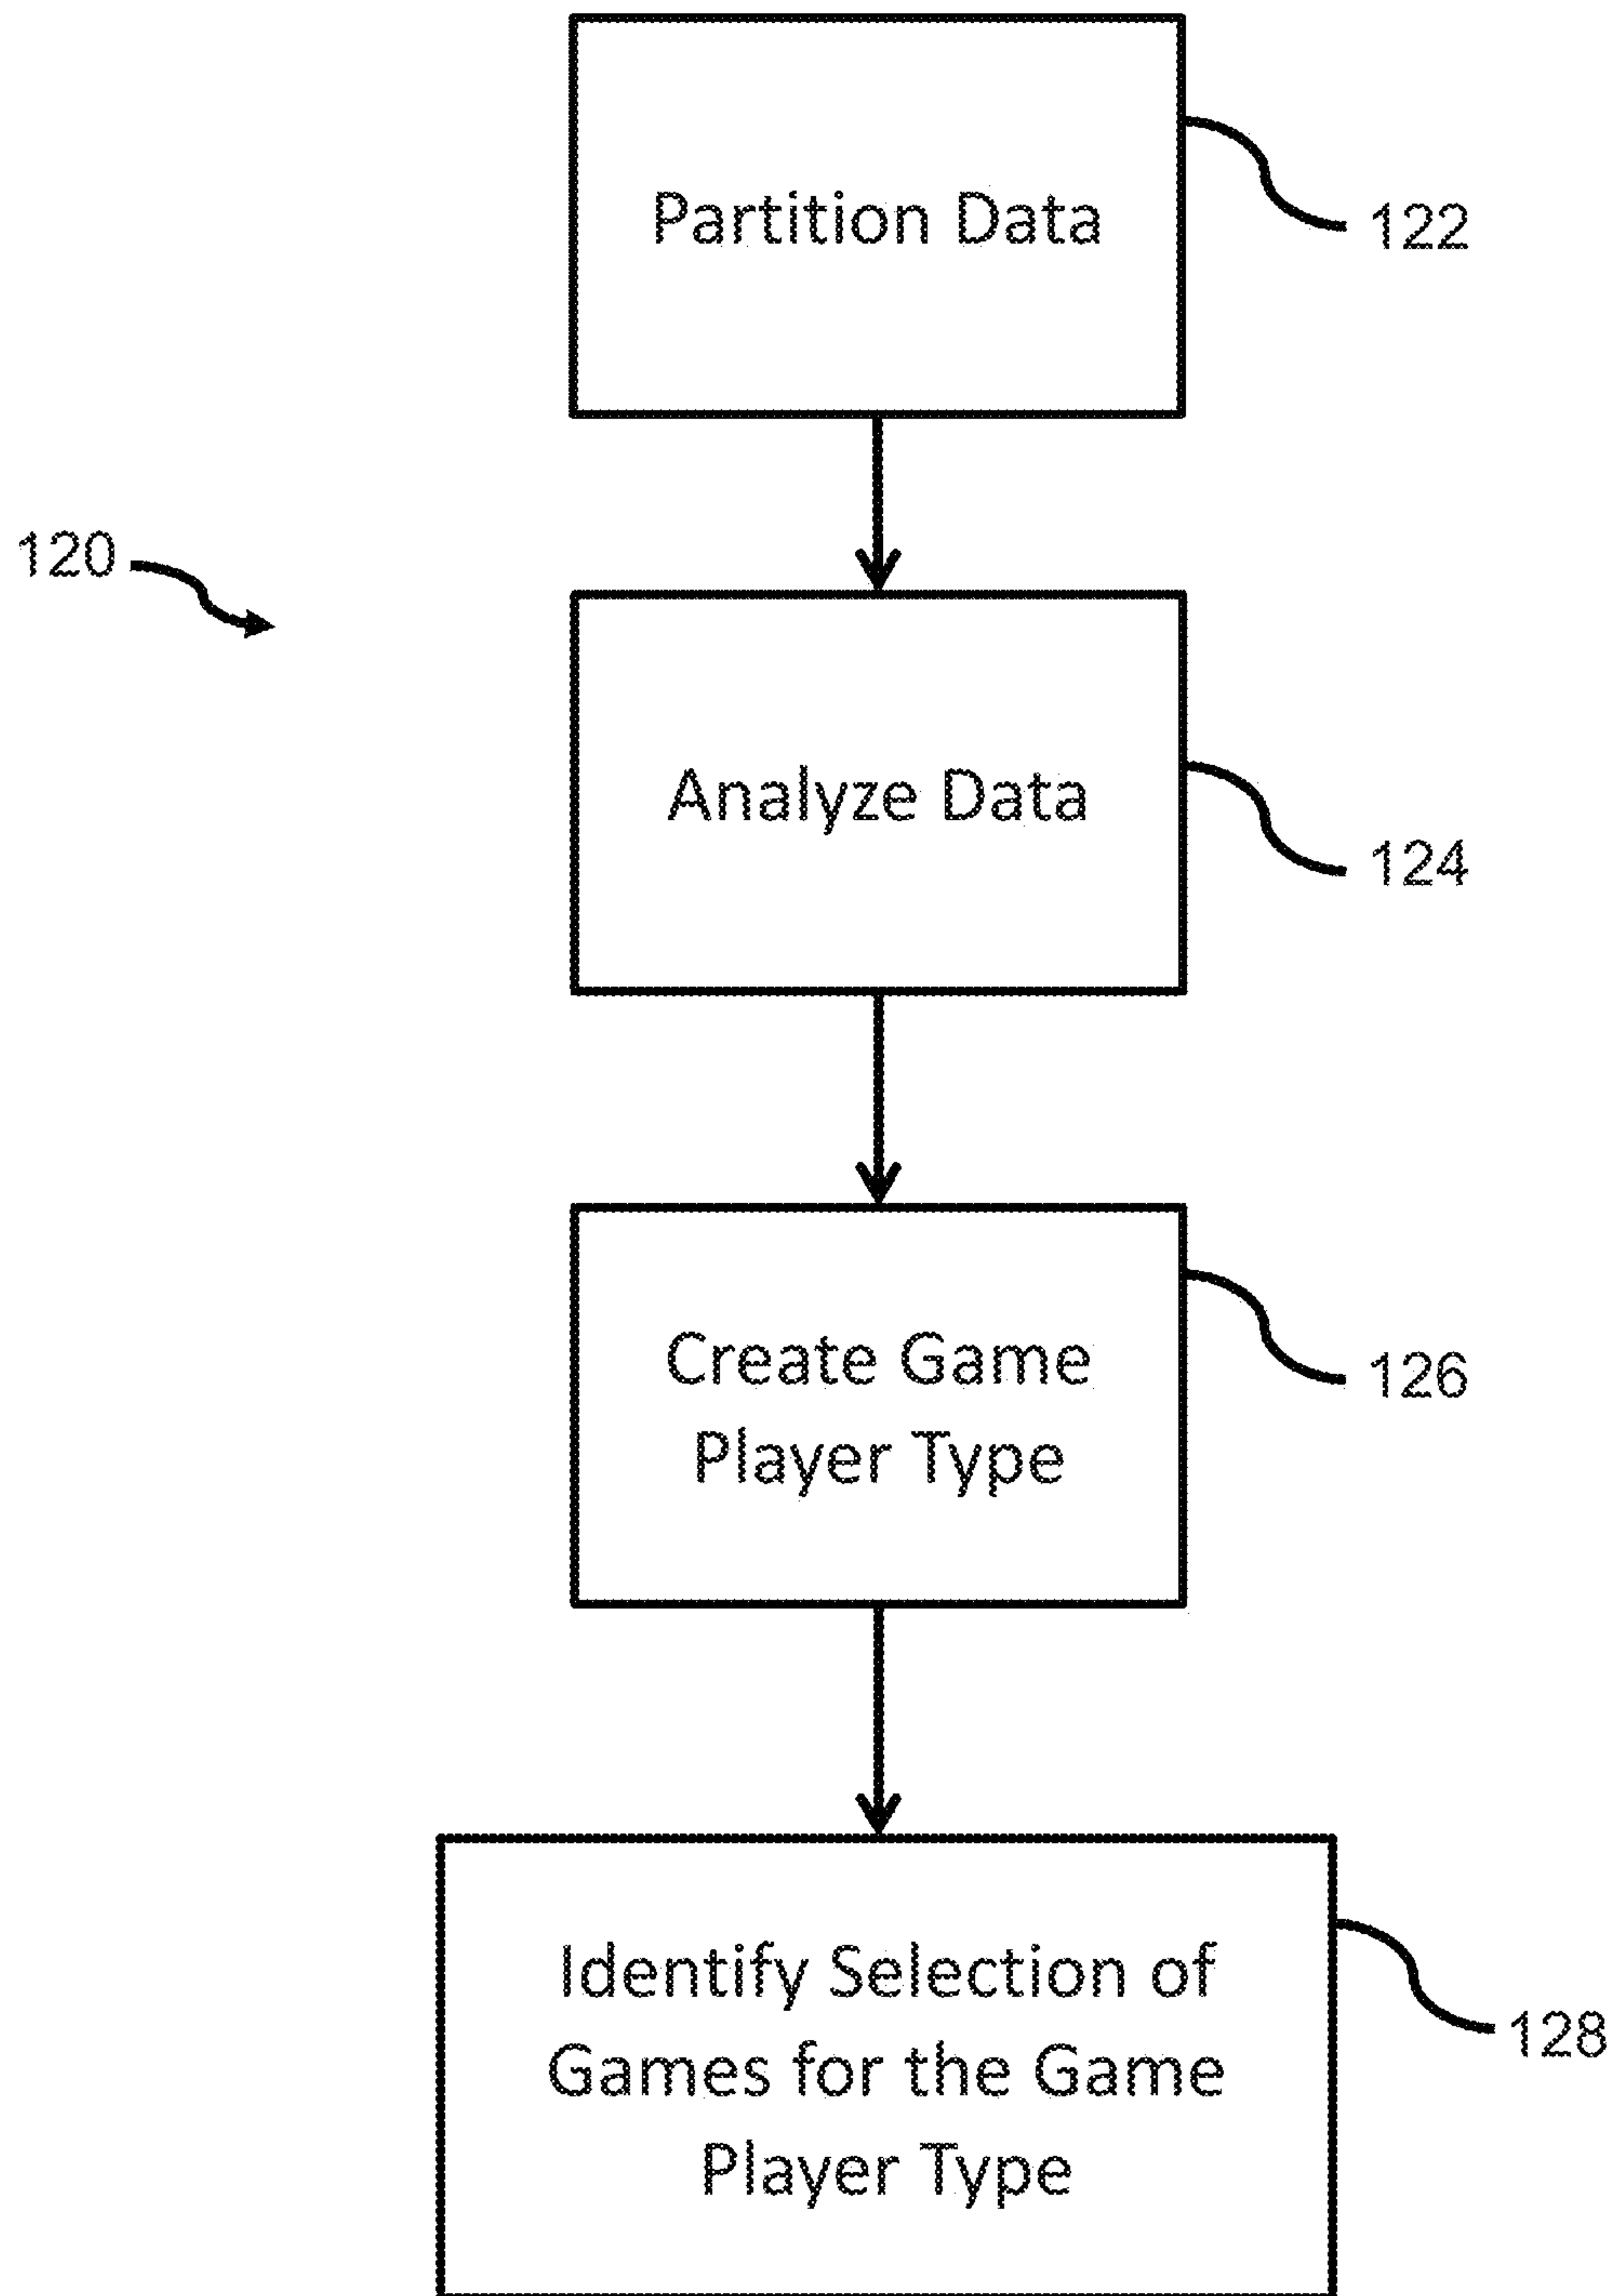 Partition Data
122
120
Analyze Data
124
Create Game
Player Type
126
Identify Selection of
Games for the Game
Player Type
128